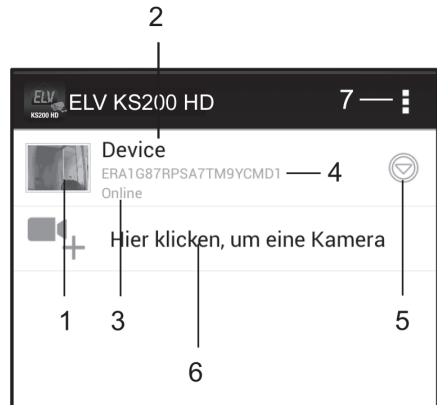 2
ELV
KS200 HD
ELV KS200 HD
7
Device
ERA1G87RPSA7TM9YCMD1
4
Online
Hier klicken, um eine Kamera
1
3
5
6